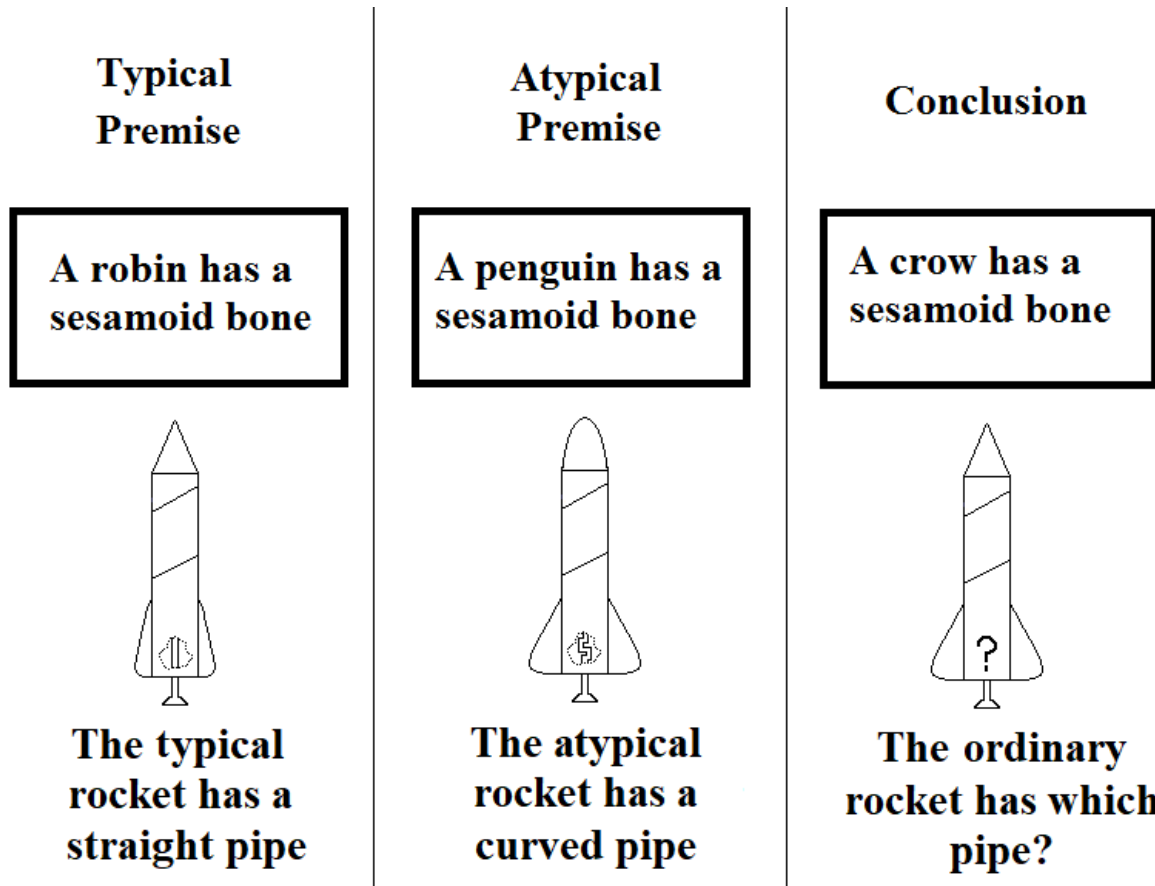 Typical
Premise
A robin has a
sesamoid bone
The typical
rocket has a
straight pipe
Atypical
Premise
A penguin has a
sesamoid bone
The atypical
rocket has a
curved pipe
Conclusion
A crow has a
sesamoid bone
?
The ordinary
rocket has which
pipe?